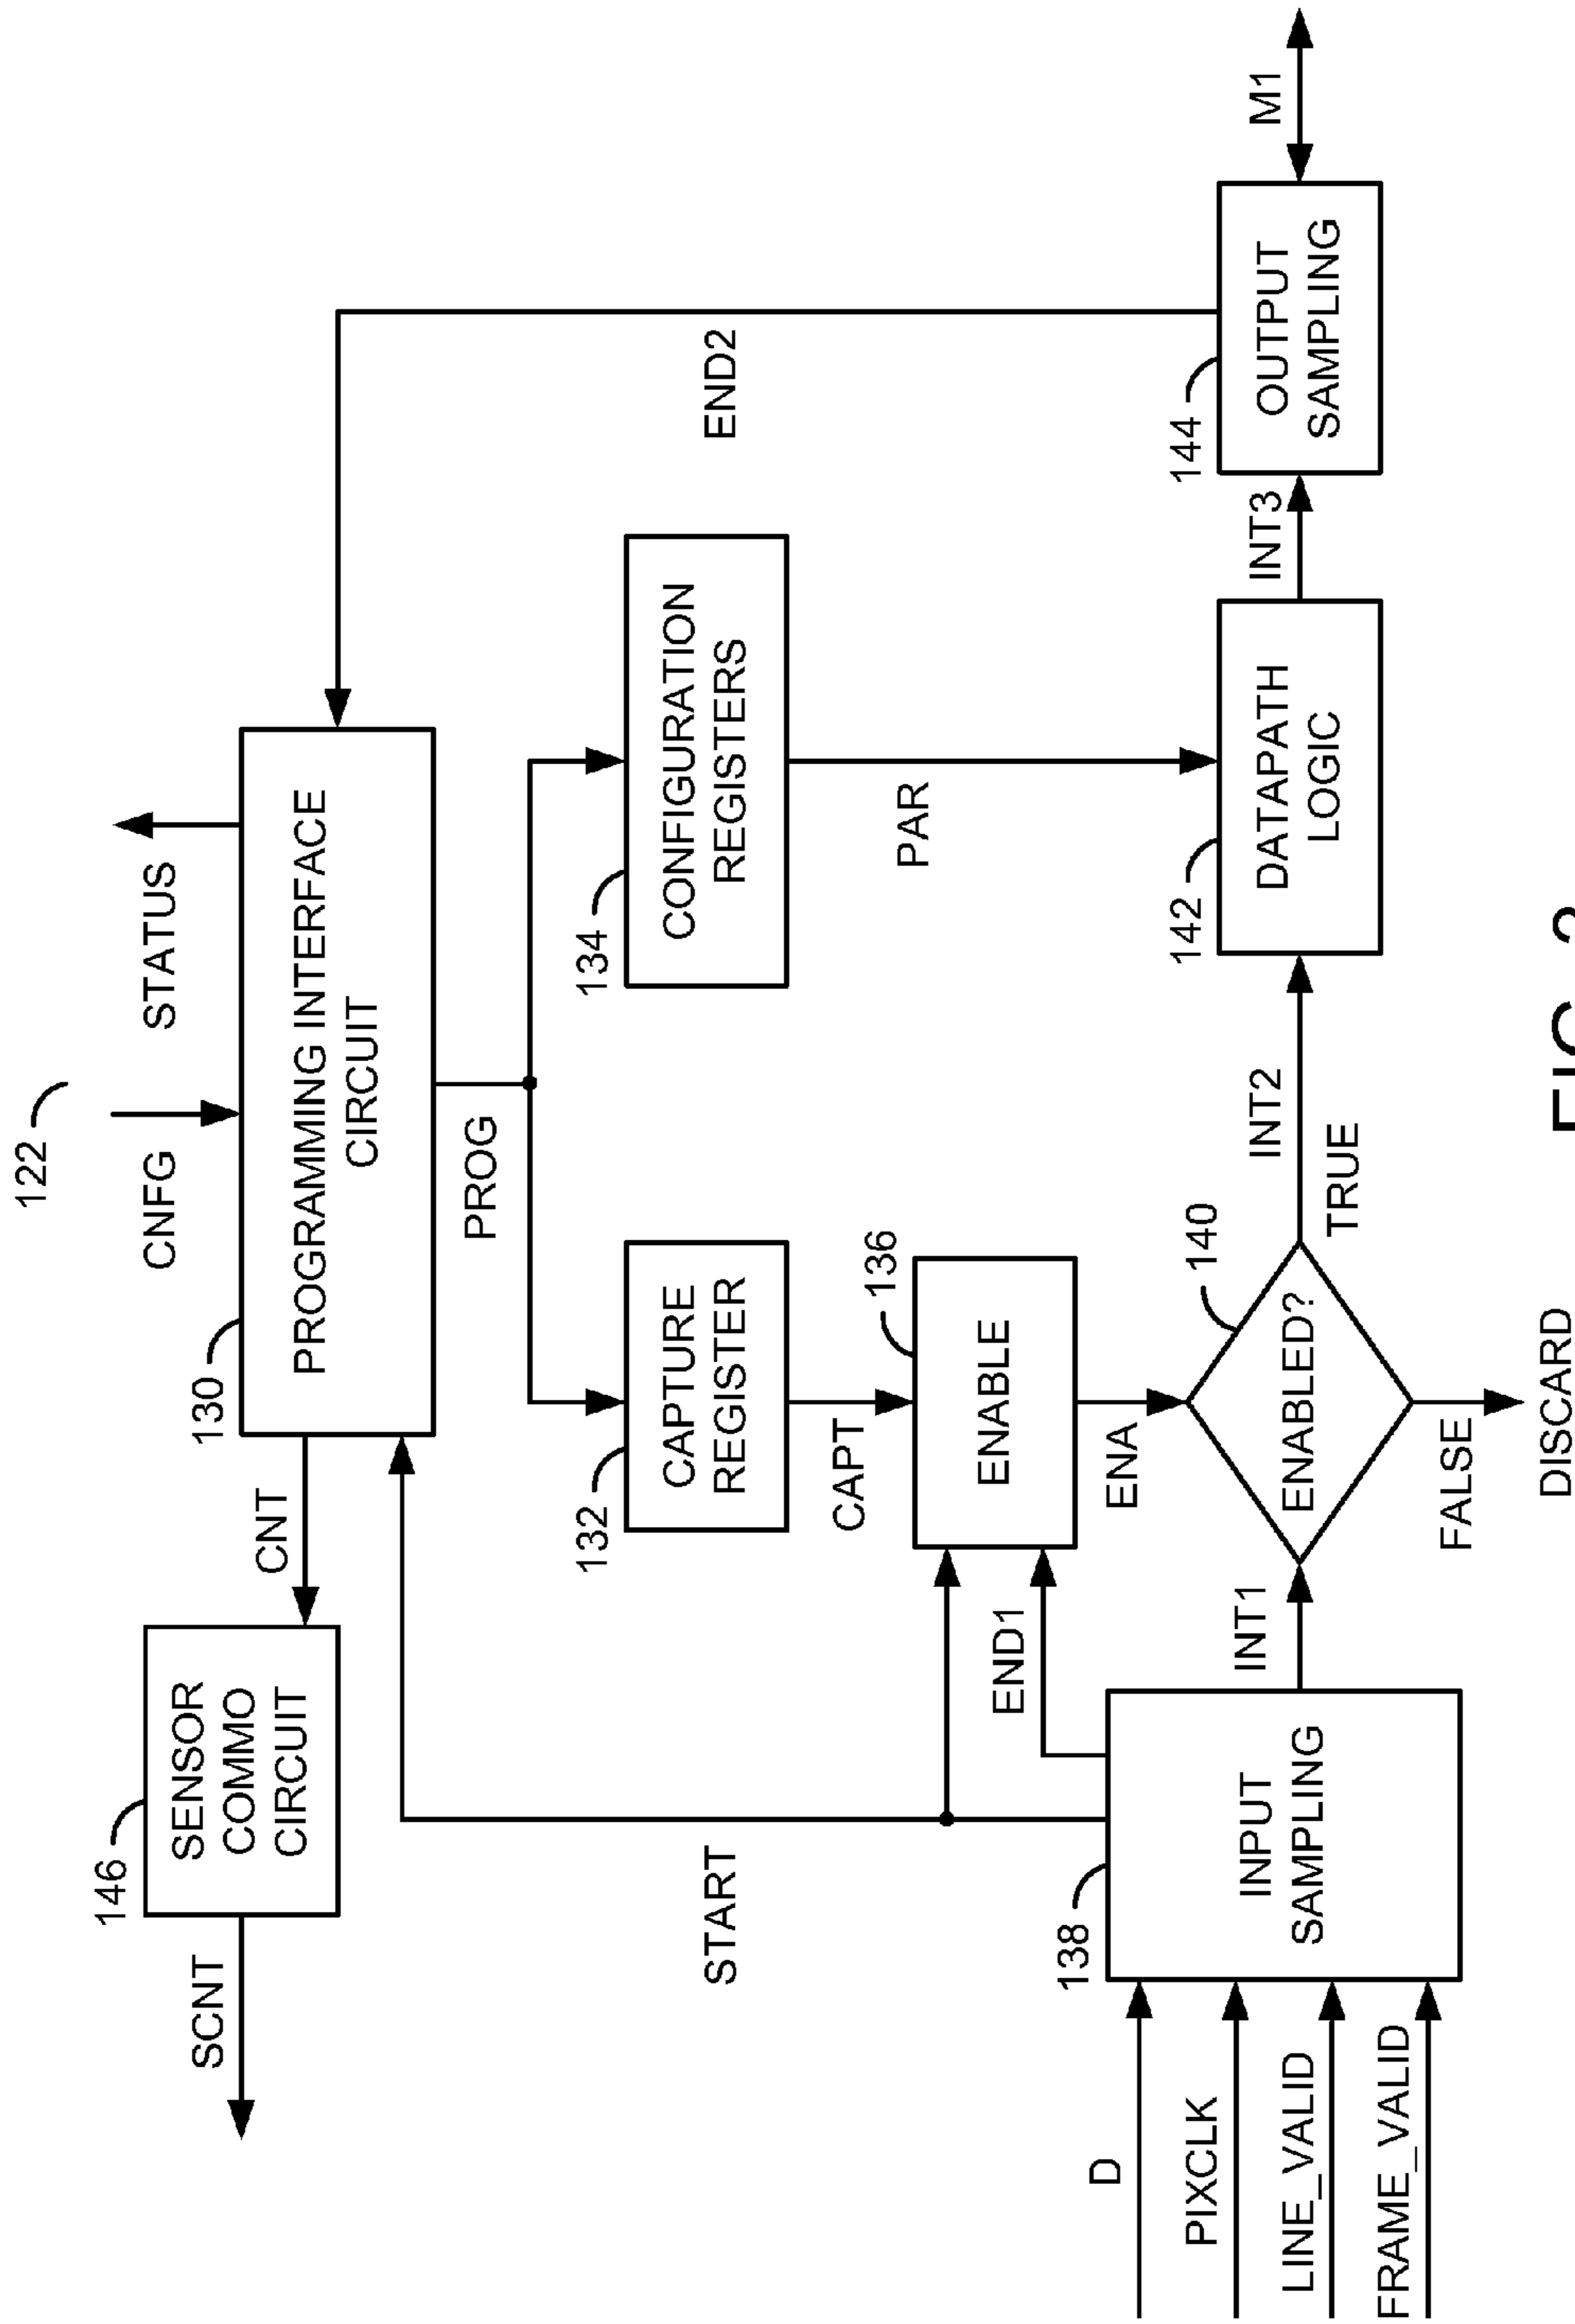 122
CNFG
STATUS
130
PROGRAMMING INTERFACE
CIRCUIT
146
SENSOR
COMMO
CIRCUIT
SCNT
CNT
PROG
END2
START
132
CAPTURE
REGISTER
134
CONFIGURATION
REGISTERS
CAPT
PAR
136
ENABLE
END1
ENA
138
INPUT
SAMPLING
D
PIXCLK
LINE_VALID
FRAME_VALID
INT1
140
ENABLED?
INT2
TRUE
FALSE
DISCARD
142
DATAPATH
LOGIC
INT3
144
OUTPUT
SAMPLING
M1